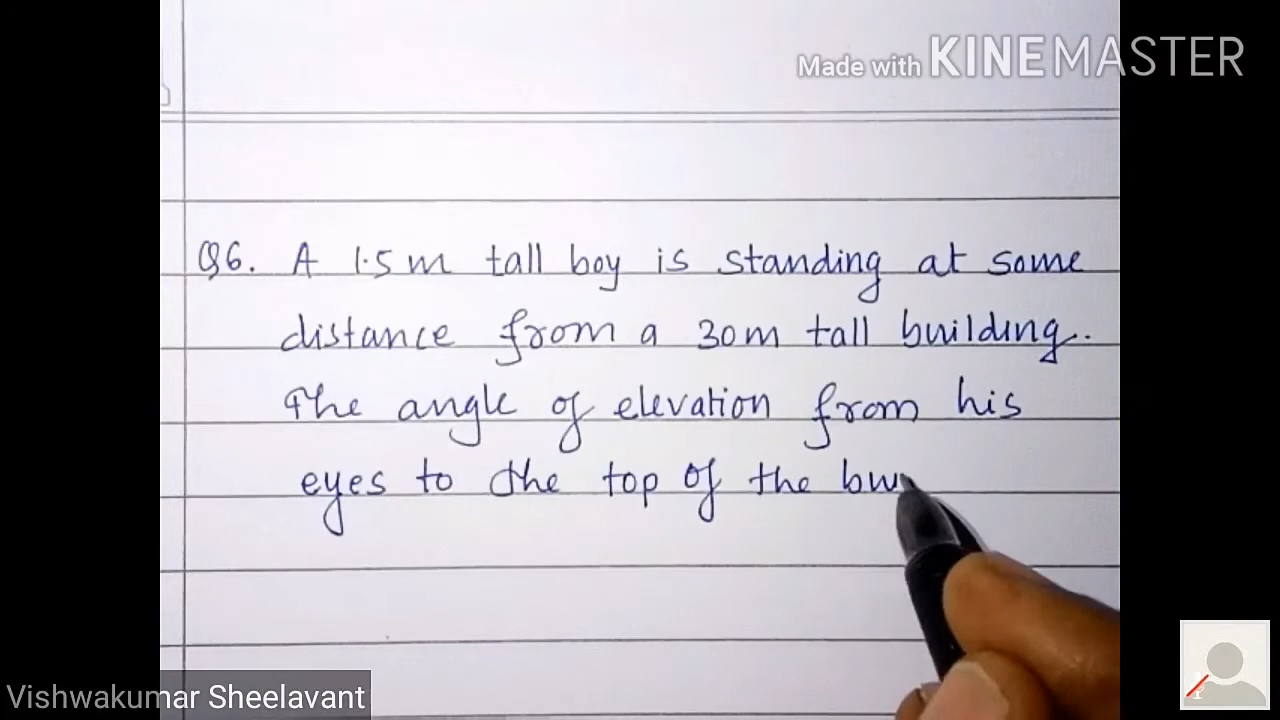 Made with KINEMASTER
Q6. A 1.5 m tall boy is standing at some
distance from a 30m tall building.
The angle of elevation from his
eyes to the top of the
Vishwakumar Sheelavant